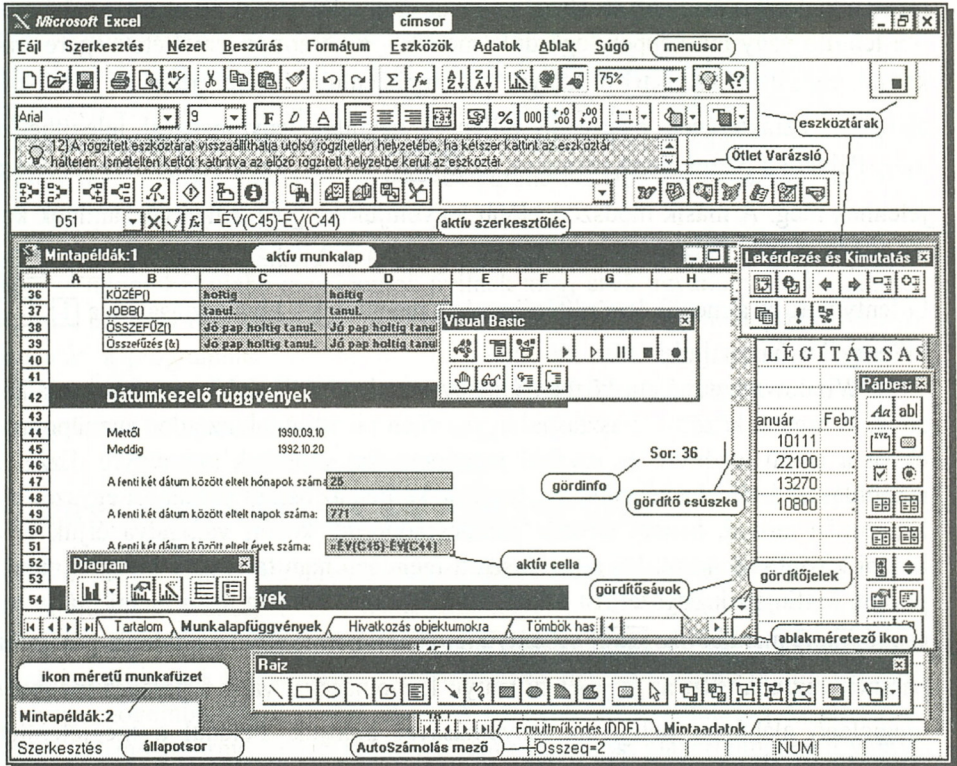 Microsoft Excel
címsor
Fájl Szerkesztés Nézet Beszúrás Formátum Eszközök Adatok Ablak Súgó
menüsor
75%
Arial
9
F D A
% 000
eszköztárak
12) A rögzített eszköztárat visszaállíthatja utolsó rögzítetlen helyzetébe, ha kétszer kattint az eszköztár
hátterén. Ismételten kettőt kattintva az előző rögzített helyzetbe kerül az eszköztár.
Ötlet Varázsló
D51
=ÉV(C45)-ÉV(C44)
aktív szerkesztőléc
Mintapéldák:1
aktív munkalap
Lekérdezés és Kimutatás
A B C D E F G H
36 KÖZÉP() holtig holtig
37 JOBB() tanul. tanul.
38 ÖSSZEFŰZ() Jó pap holtig tanul. Jó pap holtig tanul
39 Összefűzés (&) Jó pap holtig tanul. Jó pap holtig tanul
40
41
Visual Basic
LÉGITÁRSAS
Párbesz
42 Dátumkezelő függvények
43
44 Mettől 1990.09.10
45 Meddig 1992.10.20
46
47 A fenti két dátum között eltelt hónapok száma 25
48
49 A fenti két dátum között eltelt napok száma: 771
50
51 A fenti két dátum között eltelt évek száma: =ÉV(C45)-ÉV(C44)
52
53
54 yek
anuár Febr
10111
22100
13270
10800
Aa ab|
XYZ
Sor: 36
gördinfo
gördítő csúszka
aktív cella
Diagram
gördítősávok
gördítőjelek
Tartalom Munkalapfüggvények Hivatkozás objektumokra Tömbök has
ablakméretező ikon
ikon méretű munkafüzet
Rajz
Mintapéldák:2
Együttműködés (DDE) Mintaadatok
Szerkesztés
állapotsor
AutoSzámolás mező
Összeg=2
NUM